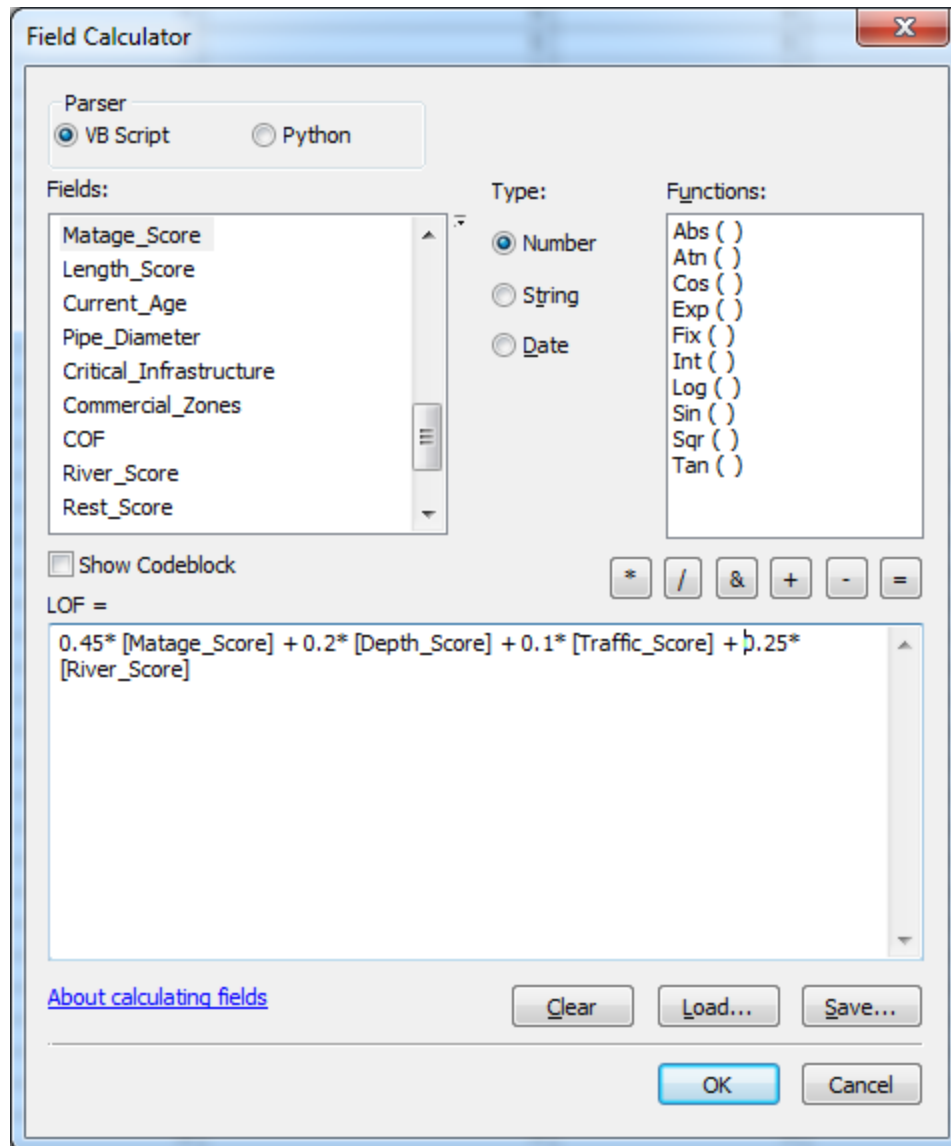 Field Calculator
X
Parser
VB Script
Python
Fields:
Type:
Functions:
Matage_Score
Length_Score
Current_Age
Pipe_Diameter
Critical_Infrastructure
Commercial_Zones
COF
River_Score
Rest_Score
Number
String
Date
Abs ( )
Atn ( )
Cos ( )
Exp ( )
Fix ( )
Int ( )
Log ( )
Sin ( )
Sqr ( )
Tan ( )
Show Codeblock
* / & + - =
LOF =
0.45* [Matage_Score] + 0.2* [Depth_Score] + 0.1* [Traffic_Score] + 0.25*
[River_Score]
About calculating fields
Clear
Load...
Save...
OK
Cancel